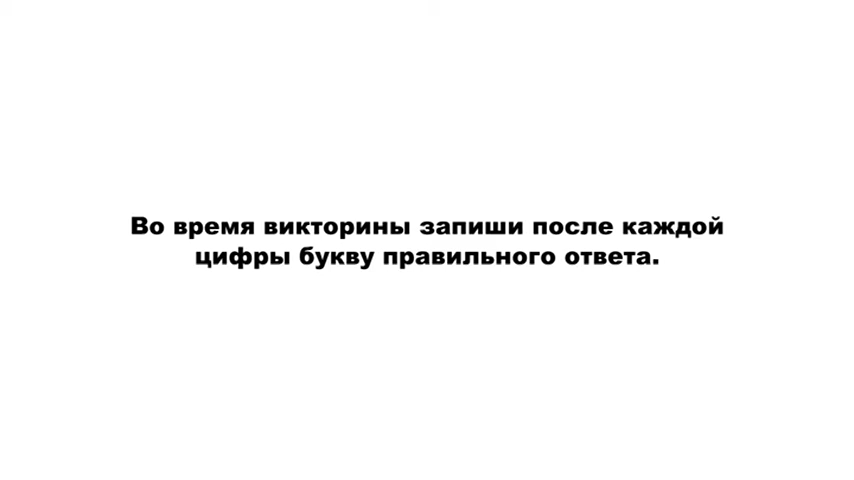 Во время викторины запиши после каждой
цифры букву правильного ответа.